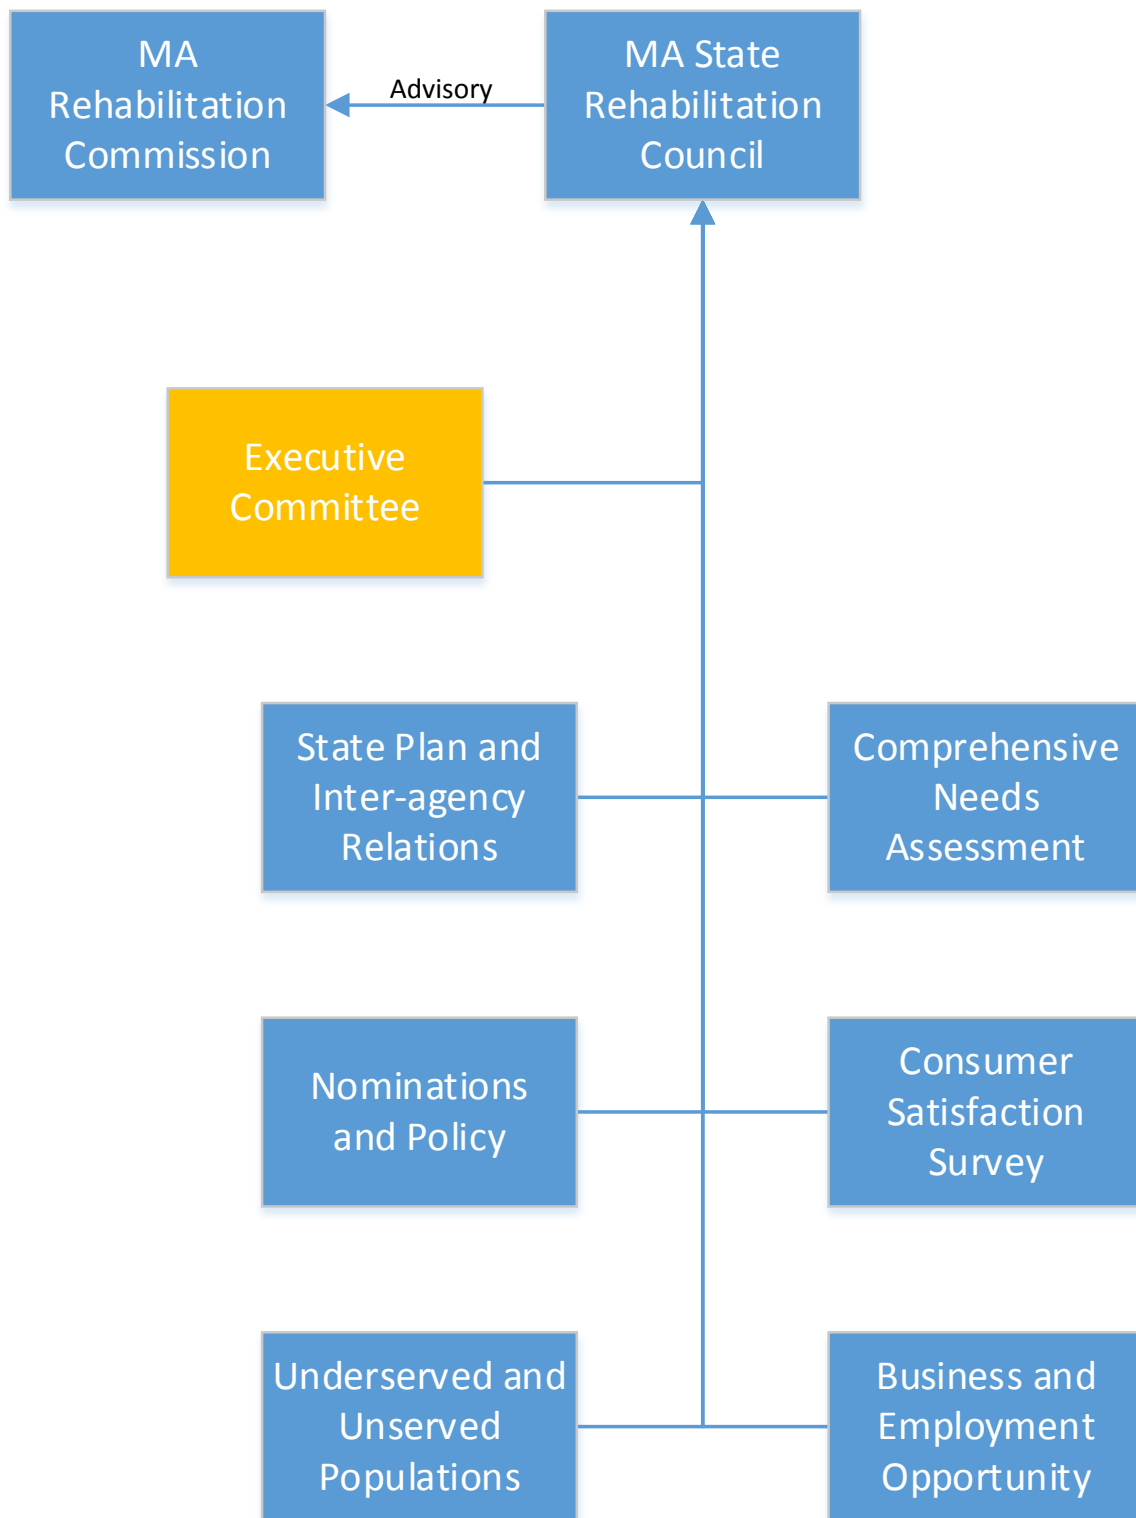 MA
Rehabilitation
Commission
Advisory
MA State
Rehabilitation
Council
Executive
Committee
State Plan and
Inter-agency
Relations
Comprehensive
Needs
Assessment
Nominations
and Policy
Consumer
Satisfaction
Survey
Underserved and
Unserved
Populations
Business and
Employment
Opportunity